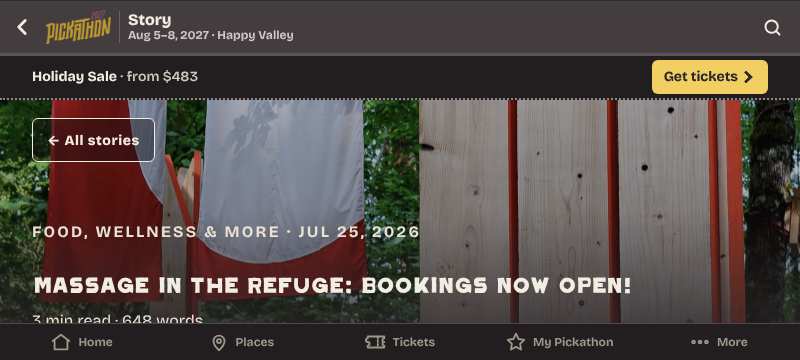 PICKATHON
Story
Aug 5–8, 2027 · Happy Valley
Holiday Sale · from $483
Get tickets
← All stories
FOOD, WELLNESS & MORE · JUL 25, 2026
MASSAGE IN THE REFUGE: BOOKINGS NOW OPEN!
3 min read · 648 words
Home
Places
Tickets
My Pickathon
More